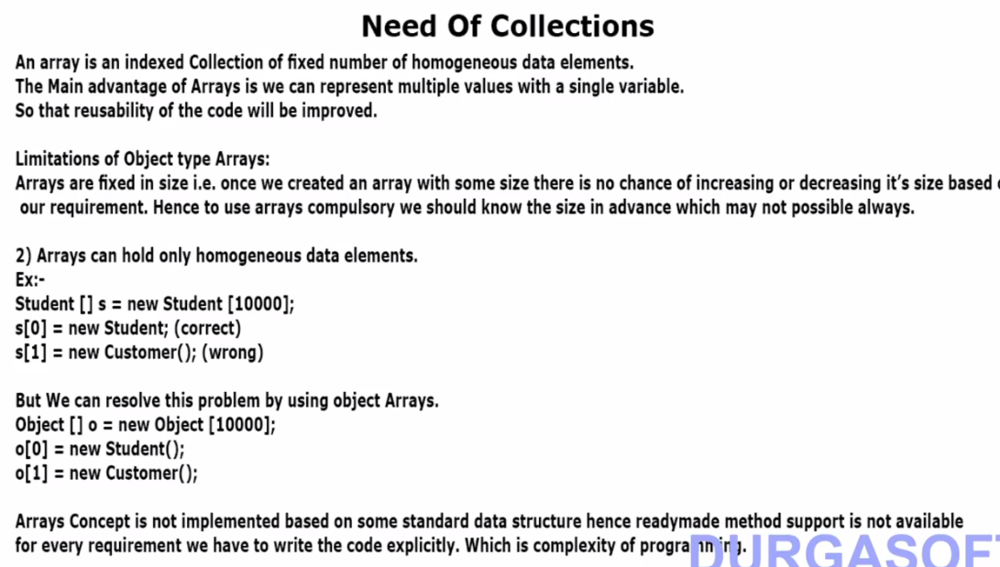 Need Of Collections
An array is an indexed Collection of fixed number of homogeneous data elements.
The Main advantage of Arrays is we can represent multiple values with a single variable.
So that reusability of the code will be improved.
Limitations of Object type Arrays:
Arrays are fixed in size i.e. once we created an array with some size there is no chance of increasing or decreasing it's size based
our requirement. Hence to use arrays compulsory we should know the size in advance which may not possible always.
2) Arrays can hold only homogeneous data elements.
Ex:-
Student [] s = new Student [10000];
s[0] = new Student; (correct)
s[1] = new Customer(); (wrong)
But We can resolve this problem by using object Arrays.
Object [] o = new Object [10000];
o[0] = new Student();
o[1] = new Customer();
Arrays Concept is not implemented based on some standard data structure hence readymade method support is not available
for every requirement we have to write the code explicitly. Which is complexity of programming.
DURGASOFT